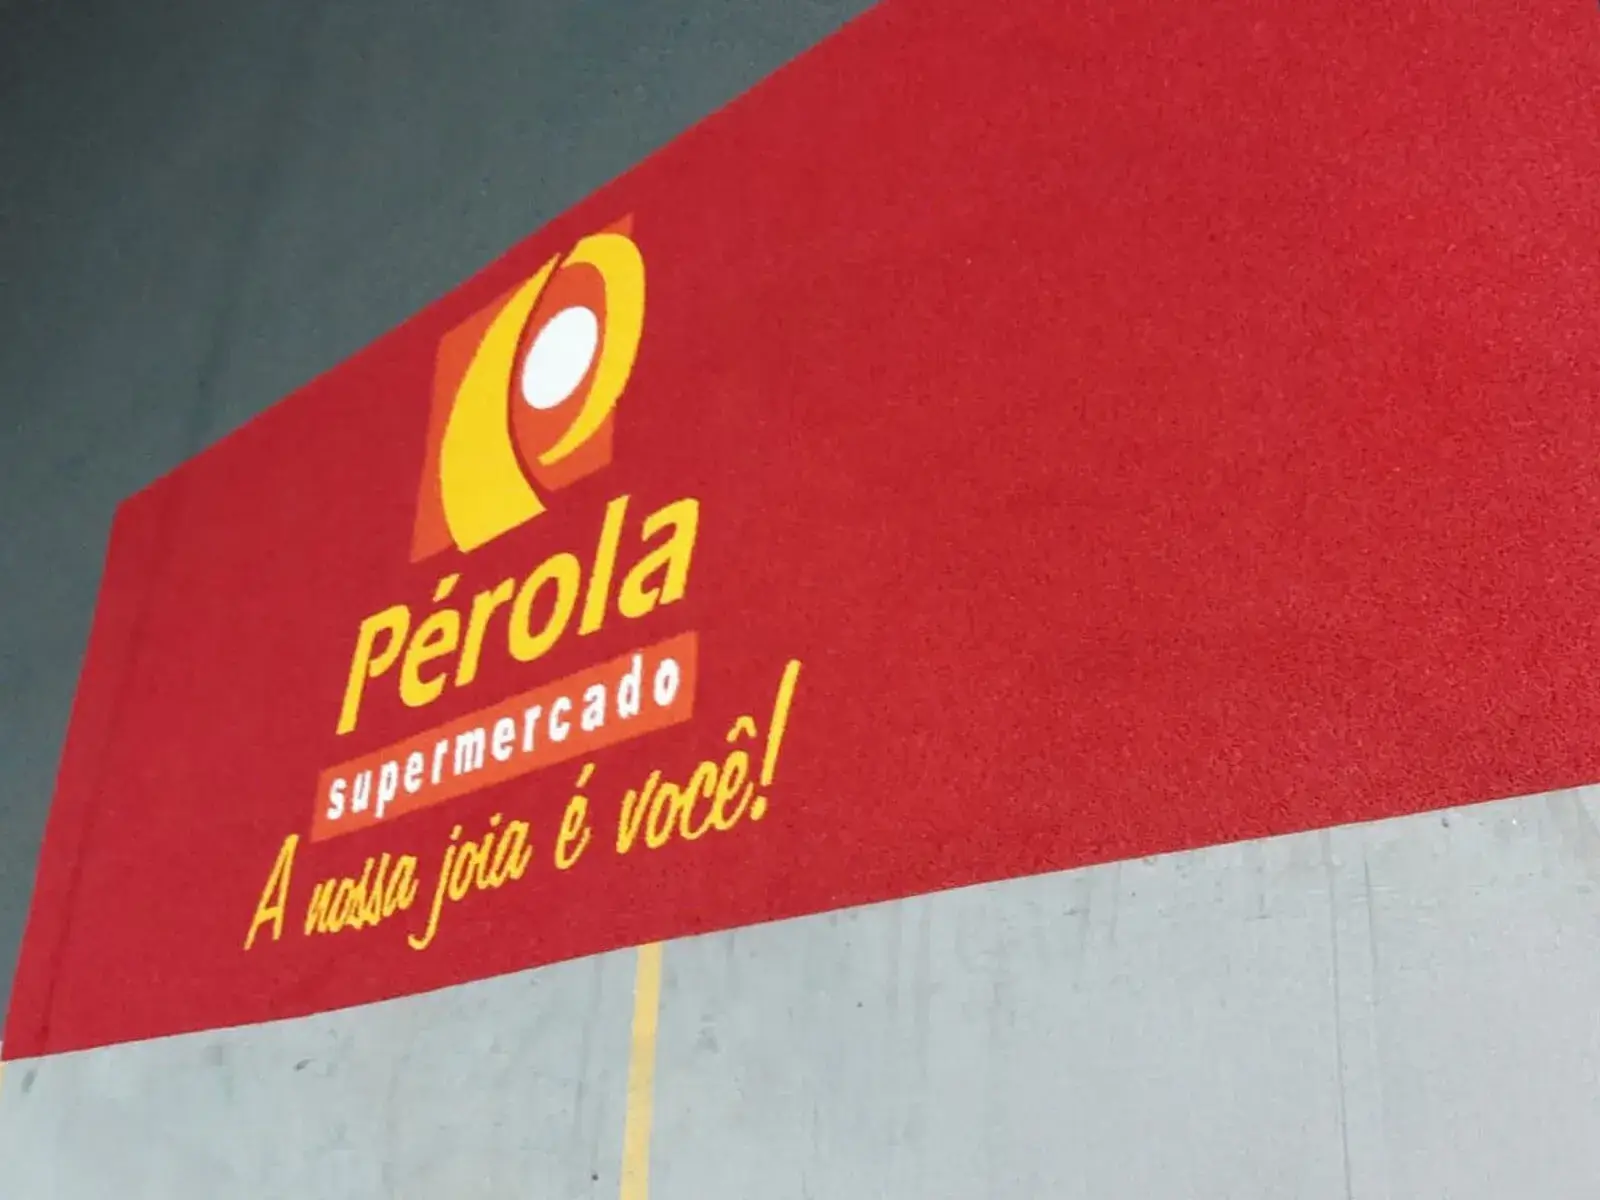 Pérola
supermercado
A nossa joia é você!